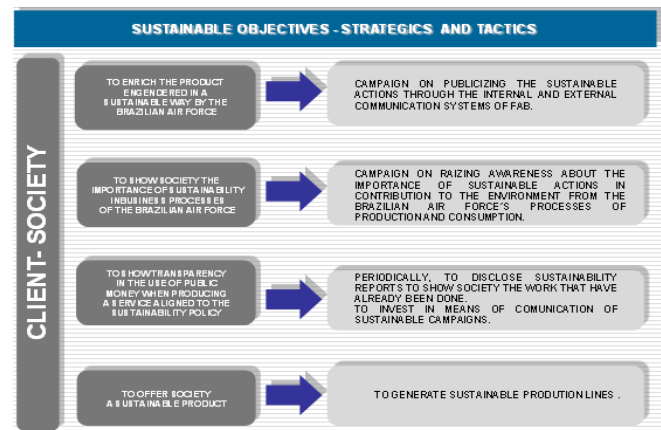 SUSTAINABLE OBJECTIVES - STRATEGICS AND TACTICS
CLIENT- SOCIETY
TO ENRICH THE PRODUCT
ENGENDERED IN A
SUSTAINABLE WAY BY THE
BRAZILIAN AIR FORCE
CAMPAIGN ON PUBLICIZING THE SUSTAINABLE
ACTIONS THROUGH THE INTERNAL AND EXTERNAL
COMMUNICATION SYSTEMS OF FAB.
TO SHOW SOCIETY THE
IMPORTANCE OF SUSTAINABILITY
INBUSINESS PROCESSES
OF THE BRAZILIAN AIR FORCE
CAMPAIGN ON RAIZING AWARENESS ABOUT THE
IMPORTANCE OF SUSTAINABLE ACTIONS IN
CONTRIBUTION TO THE ENVIRONMENT FROM THE
BRAZILIAN AIR FORCE'S PROCESSES OF
PRODUCTION AND CONSUMPTION.
TO SHOW TRANSPARENCY
IN THE USE OF PUBLIC
MONEY WHEN PRODUCING
A SERVICE ALIGNED TO THE
SUSTAINABILITY POLICY
PERIODICALLY, TO DISCLOSE SUSTAINABILITY
REPORTS TO SHOW SOCIETY THE WORK THAT HAVE
ALREADY BEEN DONE.
TO INVEST IN MEANS OF COMUNICATION OF
SUSTAINABLE CAMPAIGNS.
TO OFFER SOCIETY
A SUSTAINABLE PRODUCT
TO GENERATE SUSTAINABLE PRODUTION LINES .